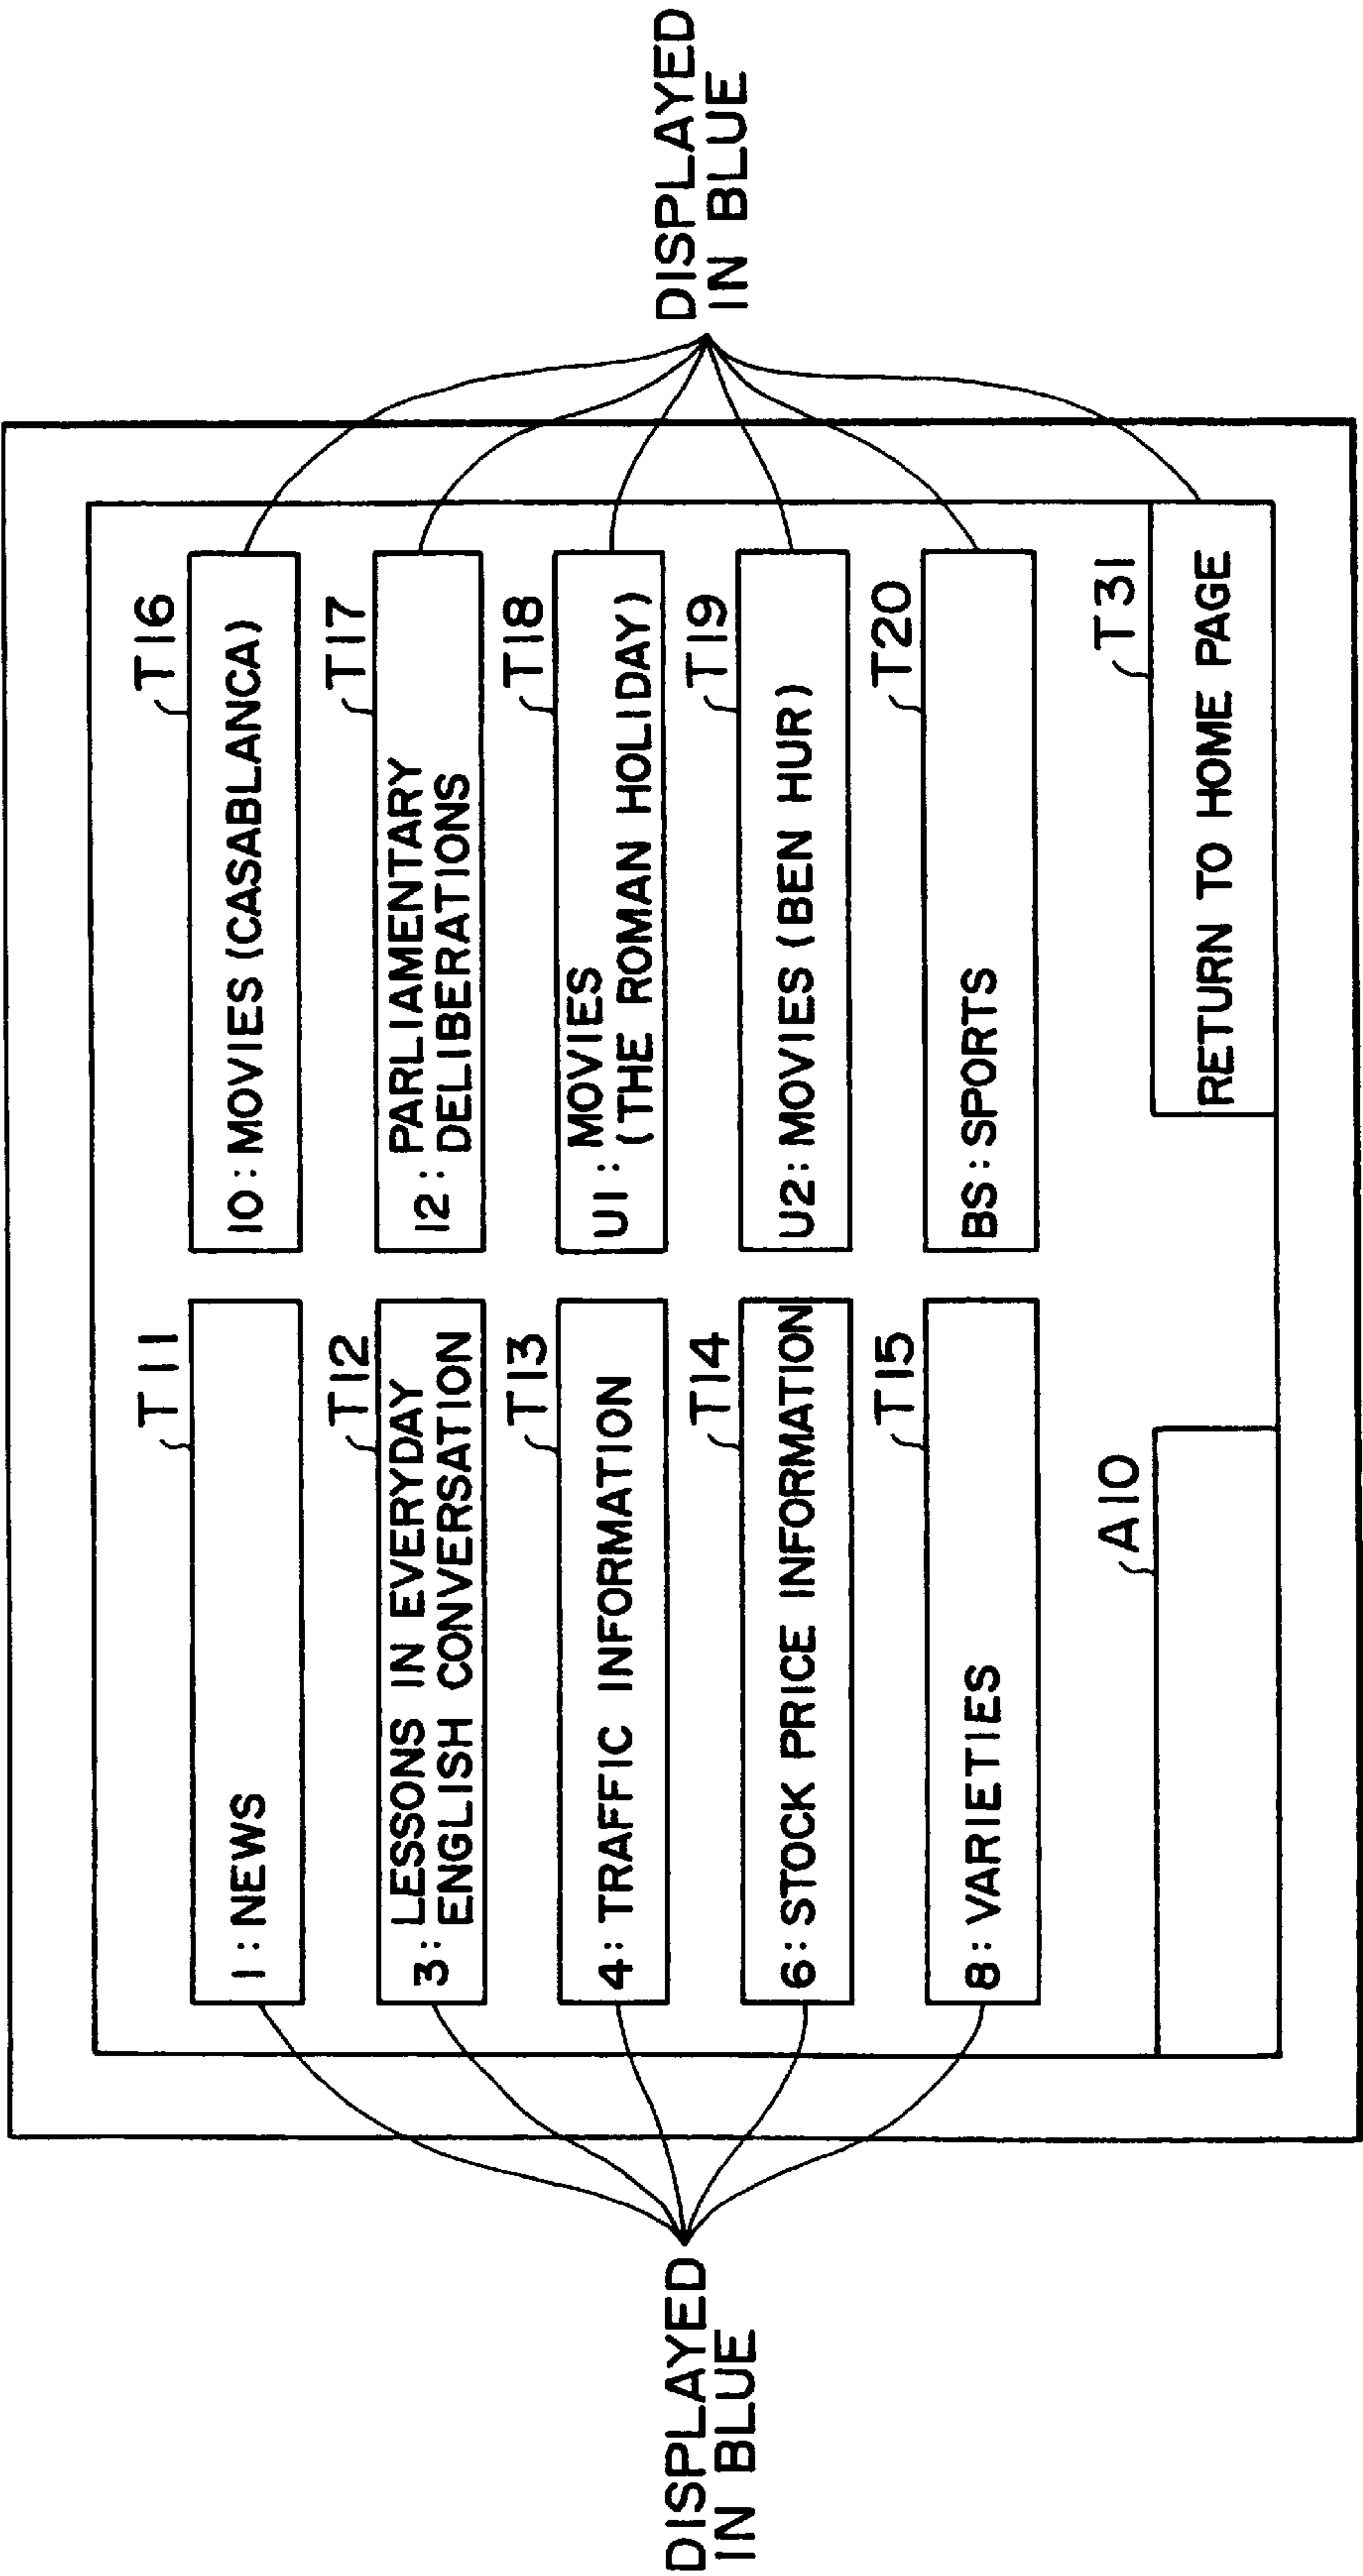 DISPLAYED
IN BLUE
T11
1: NEWS
T12
3: LESSONS IN EVERYDAY
ENGLISH CONVERSATION
T13
4: TRAFFIC INFORMATION
T14
6: STOCK PRICE INFORMATION
T15
8: VARIETIES
A10
T16
10: MOVIES (CASABLANCA)
T17
12: PARLIAMENTARY
DELIBERATIONS
T18
U1: MOVIES
(THE ROMAN HOLIDAY)
T19
U2: MOVIES (BEN HUR)
T20
BS: SPORTS
T31
RETURN TO HOME PAGE
DISPLAYED
IN BLUE